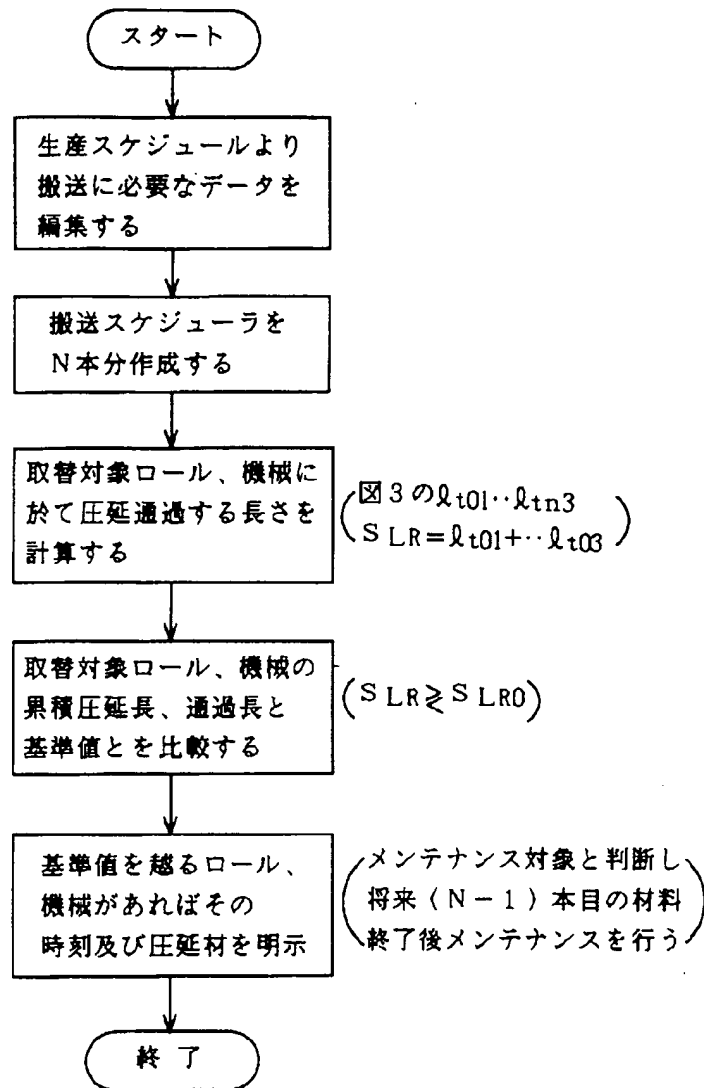 スタート
生産スケジュールより
搬送に必要なデータを
編集する
搬送スケジューラを
N本分作成する
取替対象ロール、機械に
於て圧延通過する長さを
計算する
(図3のℓt01‥ℓtn3
SLR=ℓt01+‥ℓt03)
取替対象ロール、機械の
累積圧延長、通過長と
基準値とを比較する
(SLR≷SLR0)
基準値を越るロール、
機械があればその
時刻及び圧延材を明示
(メンテナンス対象と判断し
将来(N-1)本目の材料
終了後メンテナンスを行う)
終了